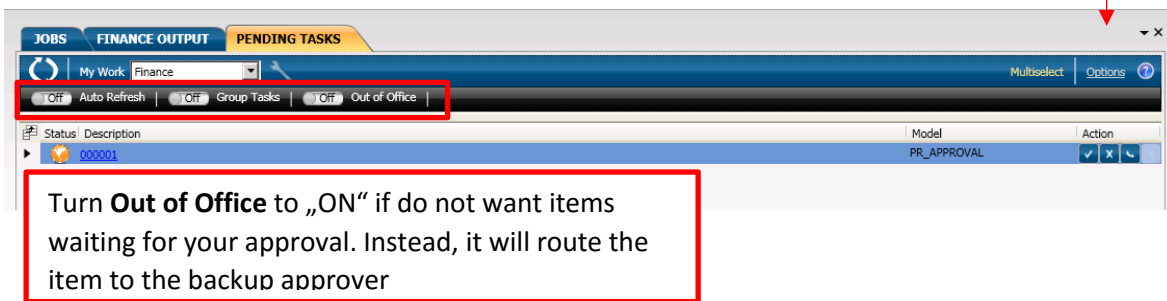 JOBS FINANCE OUTPUT PENDING TASKS
My Work Finance Multiselect Options ?
Off Auto Refresh | Off Group Tasks | Off Out of Office |
Status Description Model Action
000001 PR_APPROVAL
Turn Out of Office to „ON“ if do not want items
waiting for your approval. Instead, it will route the
item to the backup approver